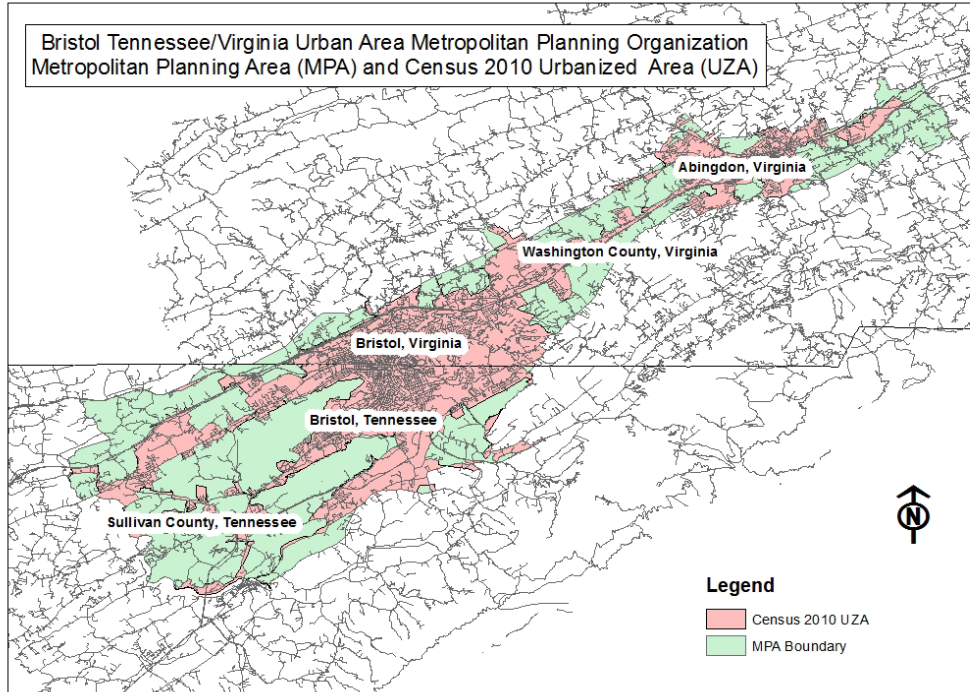 Bristol Tennessee/Virginia Urban Area Metropolitan Planning Organization
Metropolitan Planning Area (MPA) and Census 2010 Urbanized Area (UZA)
Abingdon, Virginia
Washington County, Virginia
Bristol, Virginia
Bristol, Tennessee
Sullivan County, Tennessee
N
Legend
Census 2010 UZA
MPA Boundary